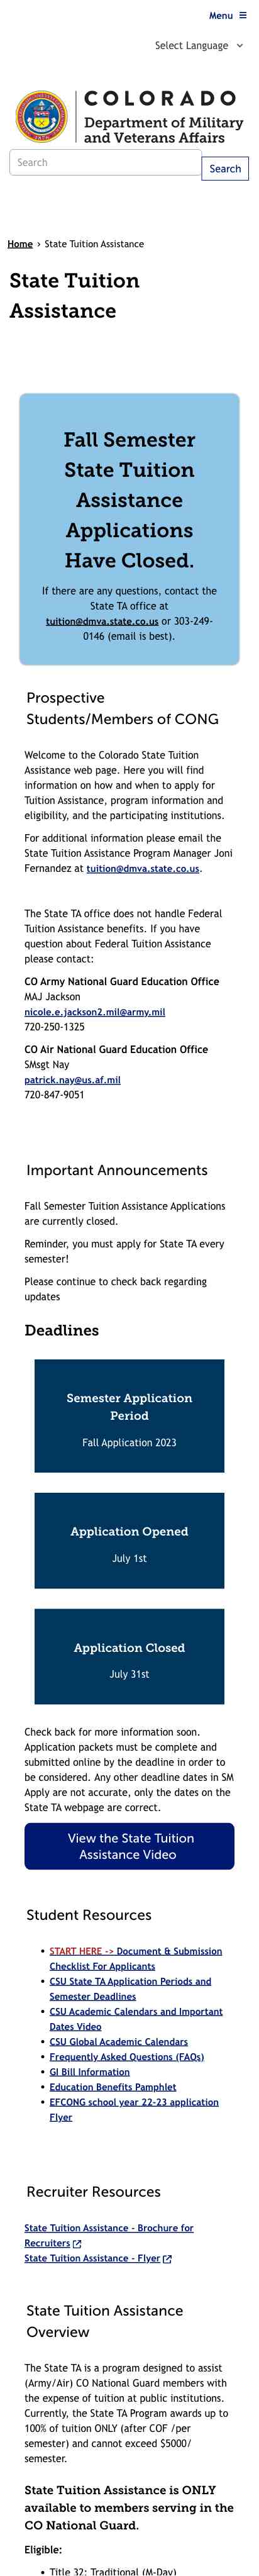 Menu ≡
Select Language
COLORADO
Department of Military
and Veterans Affairs
Search
Search
Home › State Tuition Assistance
State Tuition
Assistance
Fall Semester
State Tuition
Assistance
Applications
Have Closed.
If there are any questions, contact the
State TA office at
tuition@dmva.state.co.us or 303-249-
0146 (email is best).
Prospective
Students/Members of CONG
Welcome to the Colorado State Tuition
Assistance web page. Here you will find
information on how and when to apply for
Tuition Assistance, program information and
eligibility, and the participating institutions.
For additional information please email the
State Tuition Assistance Program Manager Joni
Fernandez at tuition@dmva.state.co.us.
The State TA office does not handle Federal
Tuition Assistance benefits. If you have
question about Federal Tuition Assistance
please contact:
CO Army National Guard Education Office
MAJ Jackson
nicole.e.jackson2.mil@army.mil
720-250-1325
CO Air National Guard Education Office
SMsgt Nay
patrick.nay@us.af.mil
720-847-9051
Important Announcements
Fall Semester Tuition Assistance Applications
are currently closed.
Reminder, you must apply for State TA every
semester!
Please continue to check back regarding
updates
Deadlines
Semester Application
Period
Fall Application 2023
Application Opened
July 1st
Application Closed
July 31st
Check back for more information soon.
Application packets must be complete and
submitted online by the deadline in order to
be considered. Any other deadline dates in SM
Apply are not accurate, only the dates on the
State TA webpage are correct.
View the State Tuition
Assistance Video
Student Resources
• START HERE -> Document & Submission
Checklist For Applicants
• CSU State TA Application Periods and
Semester Deadlines
• CSU Academic Calendars and Important
Dates Video
• CSU Global Academic Calendars
• Frequently Asked Questions (FAQs)
• GI Bill Information
• Education Benefits Pamphlet
• EFCONG school year 22-23 application
Flyer
Recruiter Resources
State Tuition Assistance - Brochure for
Recruiters
State Tuition Assistance - Flyer
State Tuition Assistance
Overview
The State TA is a program designed to assist
(Army/Air) CO National Guard members with
the expense of tuition at public institutions.
Currently, the State TA Program awards up to
100% of tuition ONLY (after COF /per
semester) and cannot exceed $5000/
semester.
State Tuition Assistance is ONLY
available to members serving in the
CO National Guard.
Eligible:
• Title 32: Traditional (M-Day)